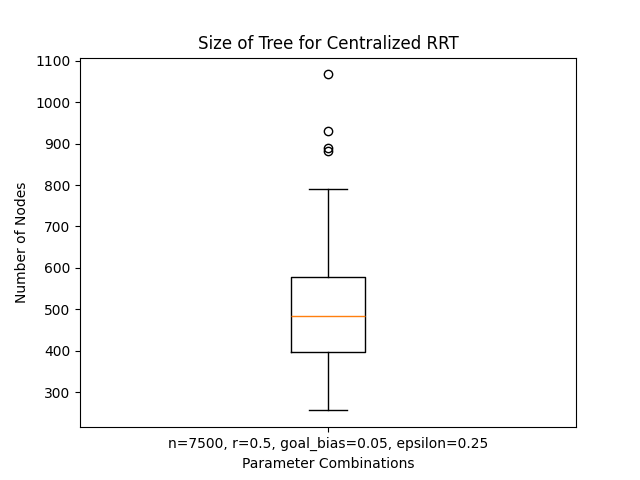 Size of Tree for Centralized RRT
1100
1000
900
800
700
600
500
400
300
Number of Nodes
n=7500, r=0.5, goal_bias=0.05, epsilon=0.25
Parameter Combinations